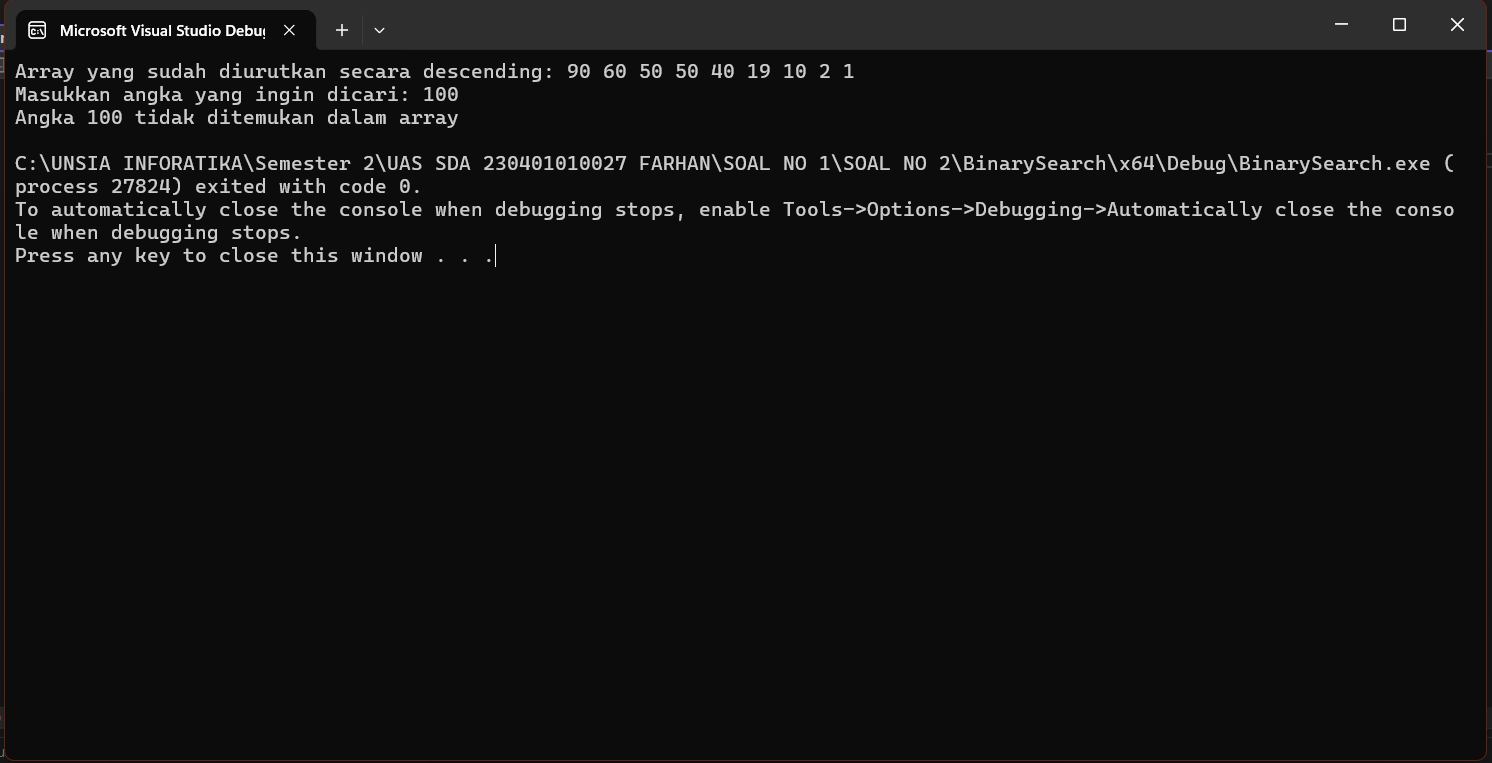 Microsoft Visual Studio Debug
Array yang sudah diurutkan secara descending: 90 60 50 50 40 19 10 2 1
Masukkan angka yang ingin dicari: 100
Angka 100 tidak ditemukan dalam array
C:\UNSIA INFORATIKA\Semester 2\UAS SDA 230401010027 FARHAN\SOAL NO 1\SOAL NO 2\BinarySearch\x64\Debug\BinarySearch.exe (
process 27824) exited with code 0.
To automatically close the console when debugging stops, enable Tools->Options->Debugging->Automatically close the conso
le when debugging stops.
Press any key to close this window . . .